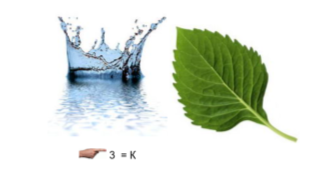 3 = K